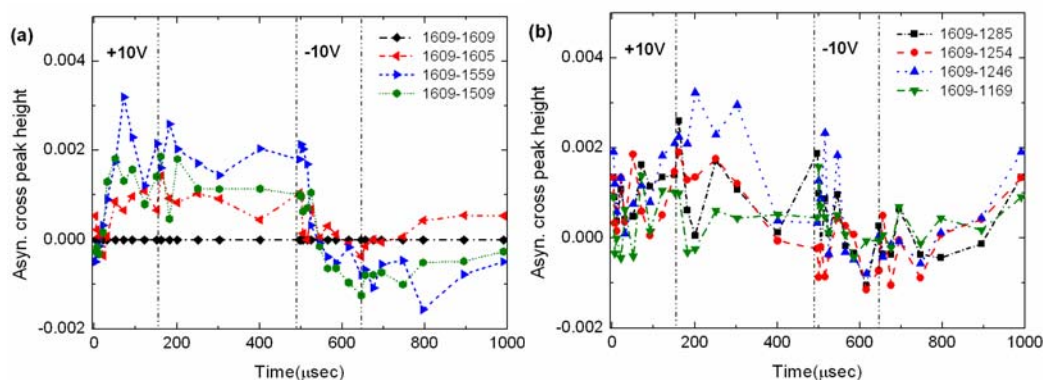 (a)
+10V
-10V
1609-1609
1609-1605
1609-1559
1609-1509
Asyn. cross peak height
0.004
0.002
0.000
-0.002
0 200 400 600 800 1000
Time(μsec)
(b)
+10V
-10V
1609-1285
1609-1254
1609-1246
1609-1169
Asyn. cross peak height
0.004
0.002
0.000
-0.002
0 200 400 600 800 1000
Time(μsec)